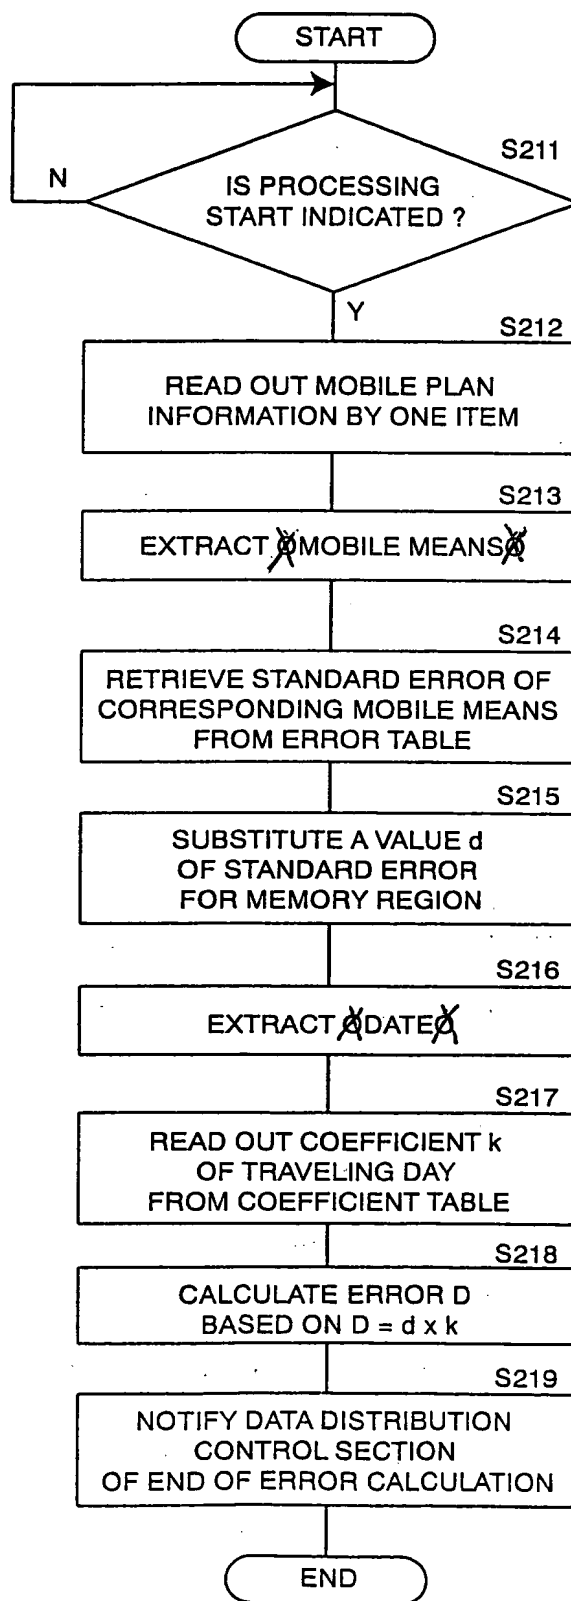 START
S211
N
IS PROCESSING
START INDICATED ?
Y
S212
READ OUT MOBILE PLAN
INFORMATION BY ONE ITEM
S213
EXTRACT MOBILE MEANS
S214
RETRIEVE STANDARD ERROR OF
CORRESPONDING MOBILE MEANS
FROM ERROR TABLE
S215
SUBSTITUTE A VALUE d
OF STANDARD ERROR
FOR MEMORY REGION
S216
EXTRACT DATE
S217
READ OUT COEFFICIENT k
OF TRAVELING DAY
FROM COEFFICIENT TABLE
S218
CALCULATE ERROR D
BASED ON D = d x k
S219
NOTIFY DATA DISTRIBUTION
CONTROL SECTION
OF END OF ERROR CALCULATION
END